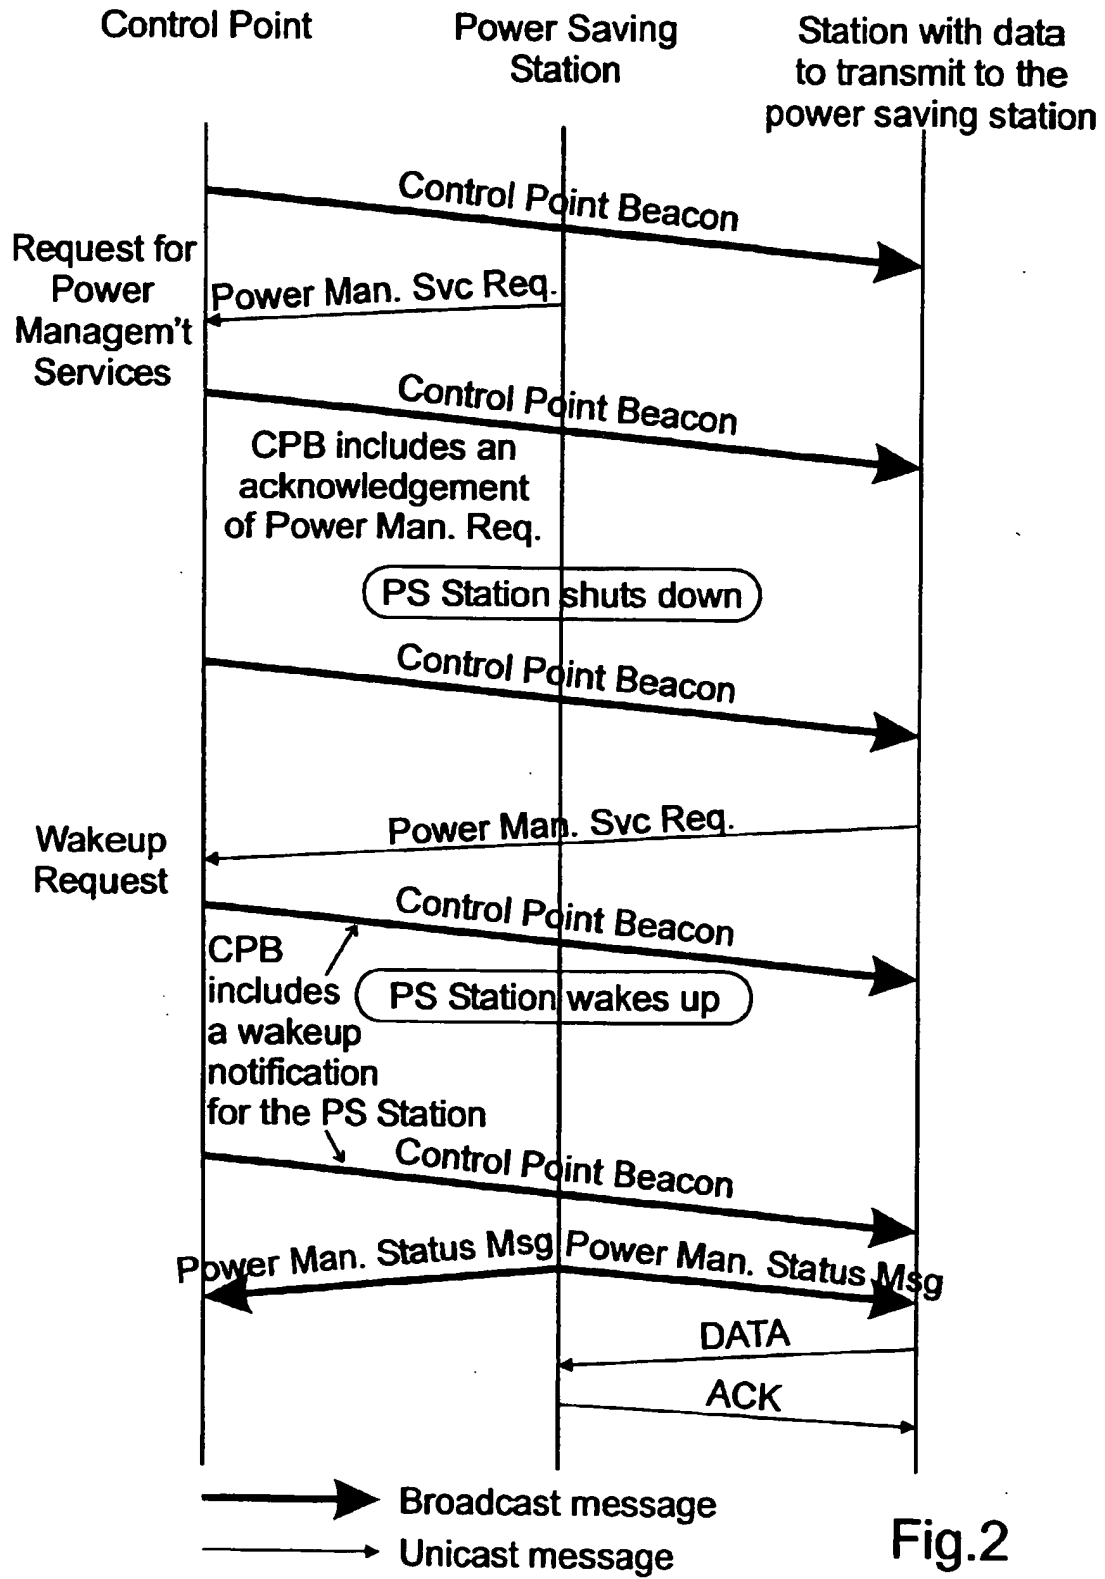 Control Point
Power Saving
Station
Station with data
to transmit to the
power saving station
Control Point Beacon
Request for
Power
Managem't
Services
Power Man. Svc Req.
Control Point Beacon
CPB includes an
acknowledgement
of Power Man. Req.
PS Station shuts down
Control Point Beacon
Wakeup
Request
Power Man. Svc Req.
Control Point Beacon
CPB
includes
a wakeup
notification
for the PS Station
PS Station wakes up
Control Point Beacon
Power Man. Status Msg
Power Man. Status Msg
DATA
ACK
Broadcast message
Unicast message
Fig.2